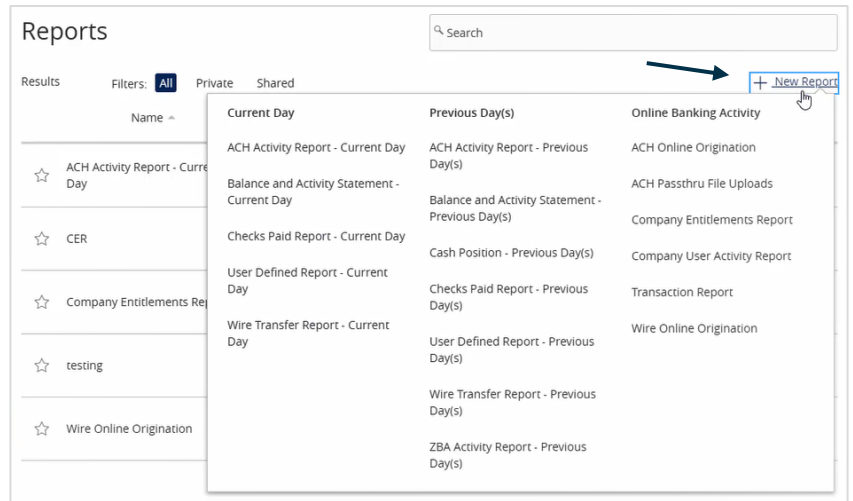 Reports
Search
Results
Filters: All Private Shared
New Report
Name
ACH Activity Report - Curre
Day
CER
Company Entitlements Rep
testing
Wire Online Origination
Current Day
ACH Activity Report - Current Day
Balance and Activity Statement -
Current Day
Checks Paid Report - Current Day
User Defined Report - Current
Day
Wire Transfer Report - Current
Day
Previous Day(s)
ACH Activity Report - Previous
Day(s)
Balance and Activity Statement -
Previous Day(s)
Cash Position - Previous Day(s)
Checks Paid Report - Previous
Day(s)
User Defined Report - Previous
Day(s)
Wire Transfer Report - Previous
Day(s)
ZBA Activity Report - Previous
Day(s)
Online Banking Activity
ACH Online Origination
ACH Passthru File Uploads
Company Entitlements Report
Company User Activity Report
Transaction Report
Wire Online Origination